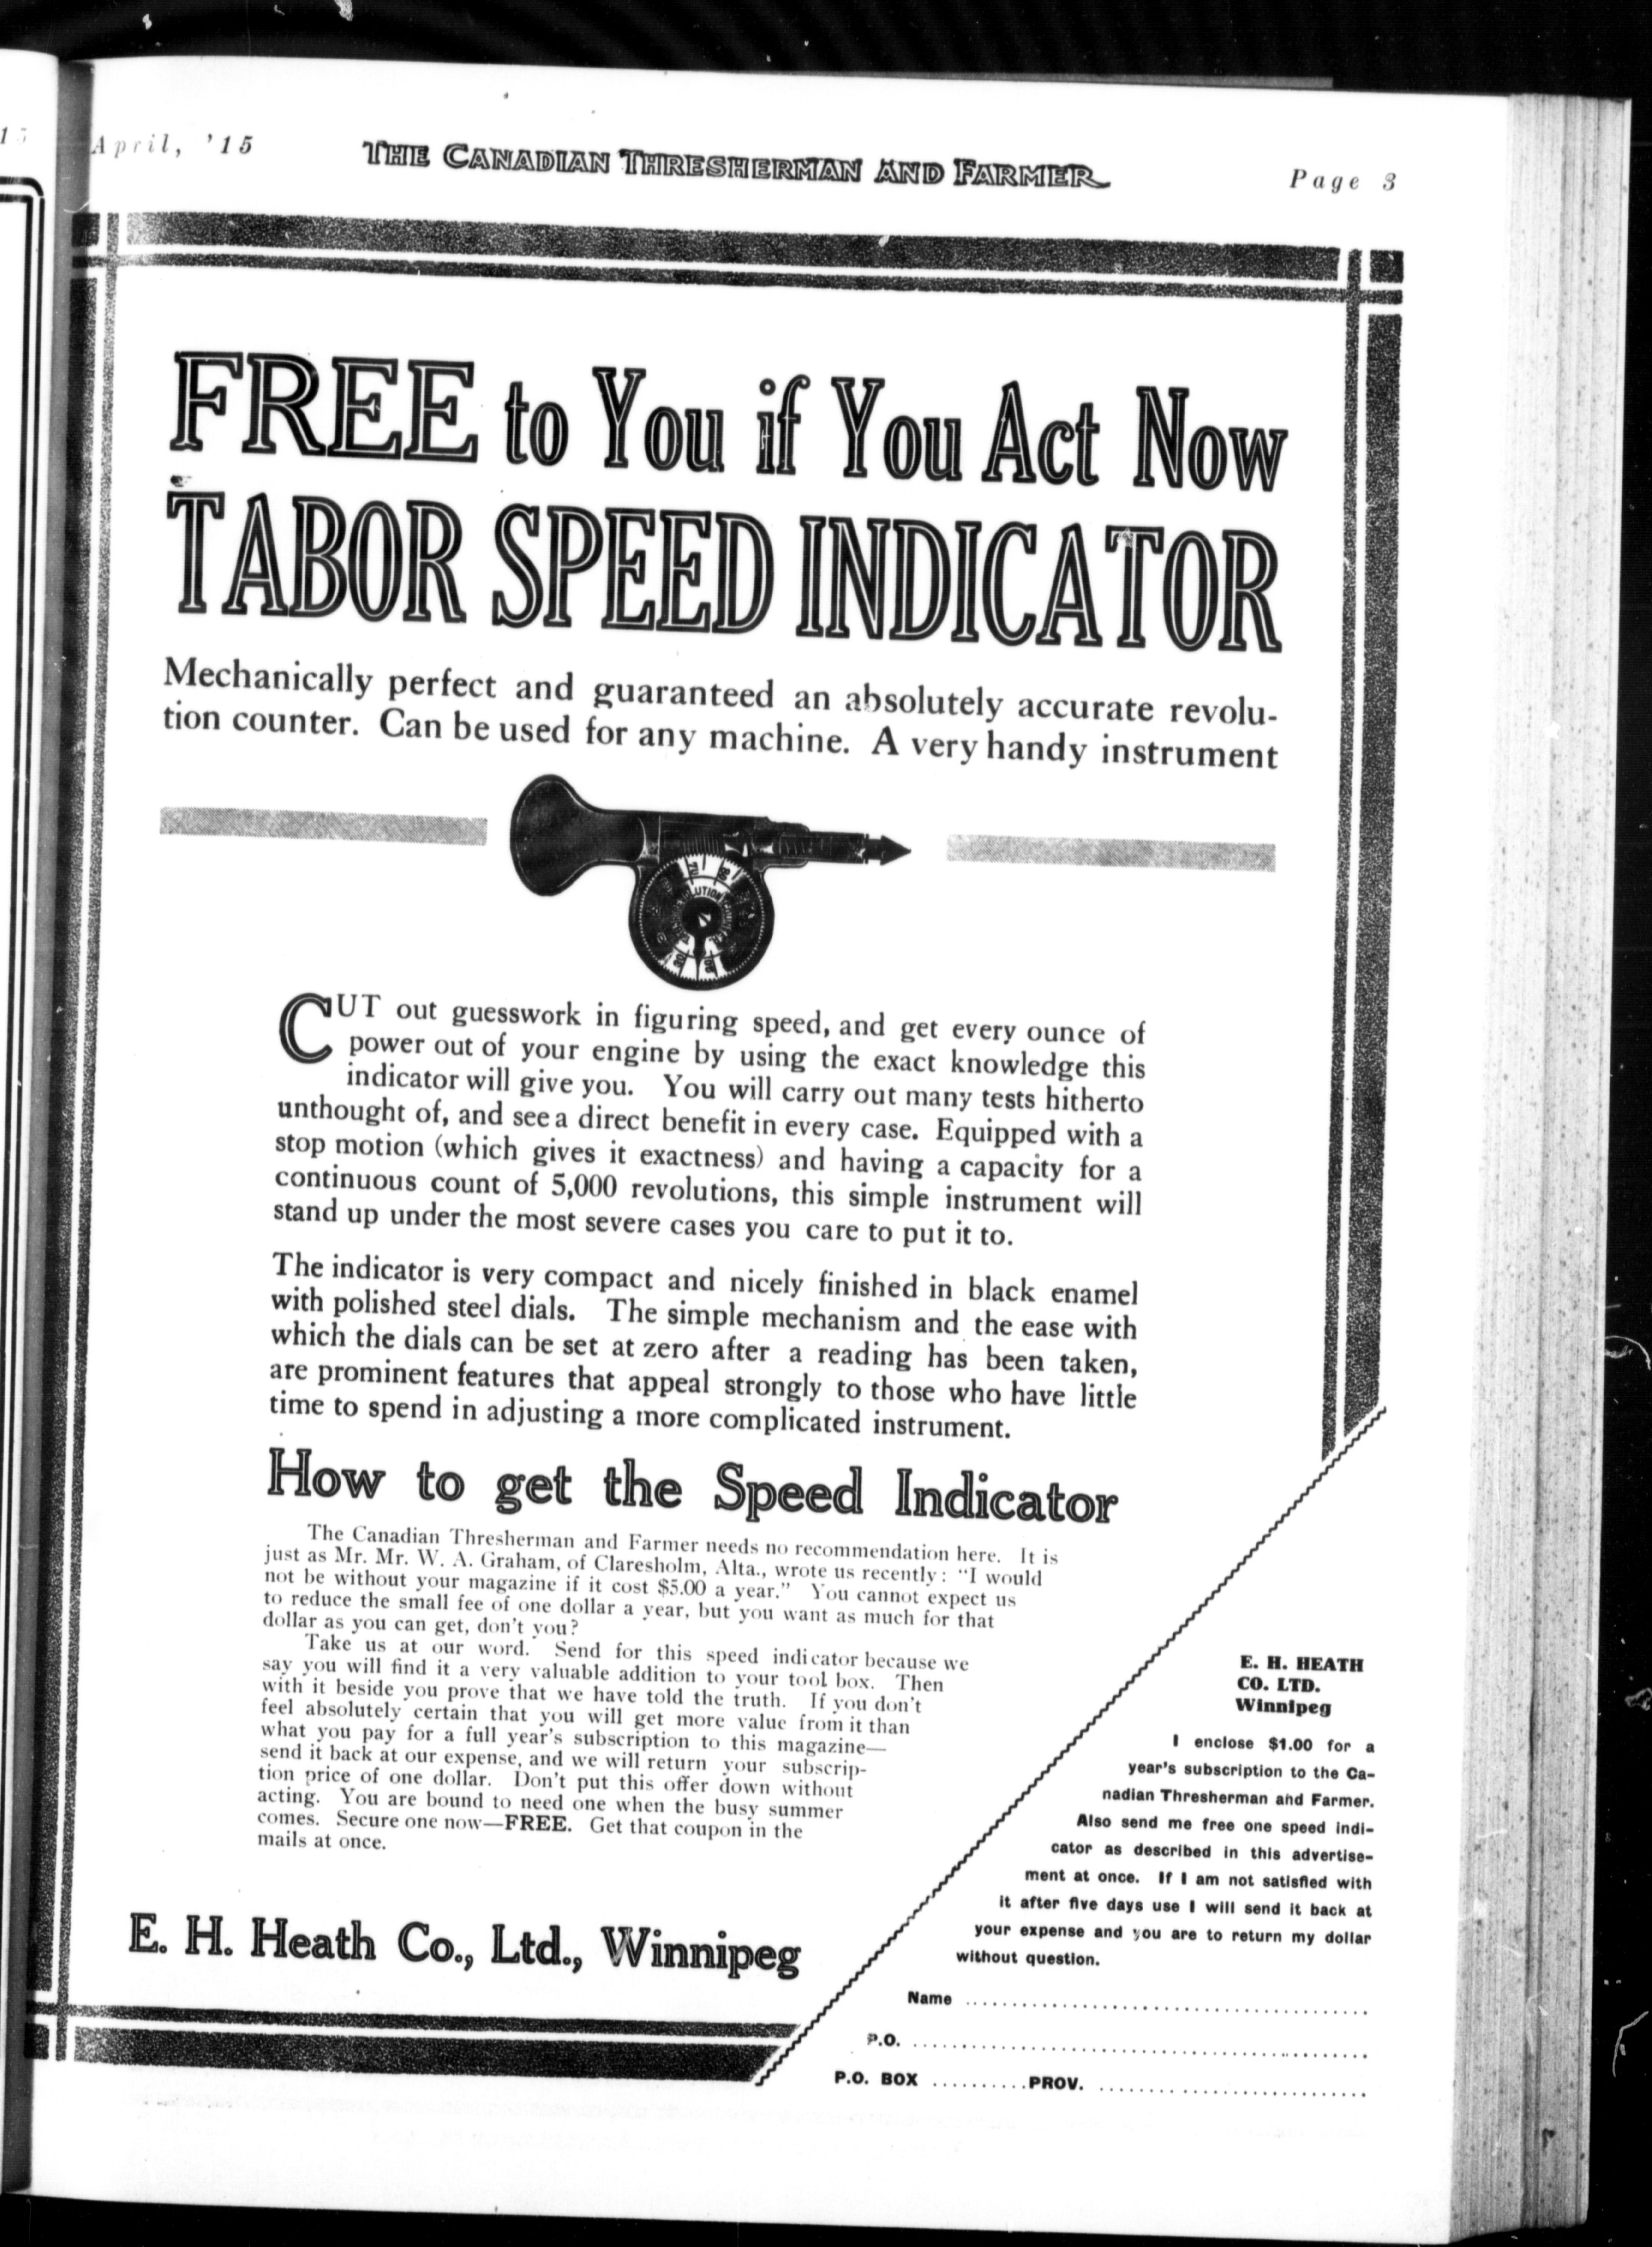 15
April, '15
THE CANADIAN THRESHERMAN AND FARMER
Page 3
FREE to You if You Act Now
TABOR SPEED INDICATOR
Mechanically perfect and guaranteed an absolutely accurate revolu-
tion counter. Can be used for any machine. A very handy instrument
CUT out guesswork in figuring speed, and get every ounce of
power out of your engine by using the exact knowledge this
indicator will give you. You will carry out many tests hitherto
unthought of, and see a direct benefit in every case. Equipped with a
stop motion (which gives it exactness) and having a capacity for a
continuous count of 5,000 revolutions, this simple instrument will
stand up under the most severe cases you care to put it to.
The indicator is very compact and nicely finished in black enamel
with polished steel dials. The simple mechanism and the ease with
which the dials can be set at zero after a reading has been taken,
are prominent features that appeal strongly to those who have little
time to spend in adjusting a more complicated instrument.
How to get the Speed Indicator
The Canadian Thresherman and Farmer needs no recommendation here. It is
just as Mr. Mr. W. A. Graham, of Claresholm, Alta., wrote us recently: "I would
not be without your magazine if it cost $5.00 a year." You cannot expect us
to reduce the small fee of one dollar a year, but you want as much for that
dollar as you can get, don't you?
Take us at our word. Send for this speed indicator because we
say you will find it a very valuable addition to your tool box. Then
with it beside you prove that we have told the truth. If you don't
feel absolutely certain that you will get more value from it than
what you pay for a full year's subscription to this magazine—
send it back at our expense, and we will return your subscrip-
tion price of one dollar. Don't put this offer down without
acting. You are bound to need one when the busy summer
comes. Secure one now—FREE. Get that coupon in the
mails at once.
E. H. Heath Co., Ltd., Winnipeg
E. H. HEATH
CO. LTD.
Winnipeg
I enclose $1.00 for a
year's subscription to the Ca-
nadian Thresherman and Farmer.
Also send me free one speed indi-
cator as described in this advertise-
ment at once. If I am not satisfied with
it after five days use I will send it back at
your expense and you are to return my dollar
without question.
Name ........................................
P.O. ........................................
P.O. BOX ..........PROV. ............................